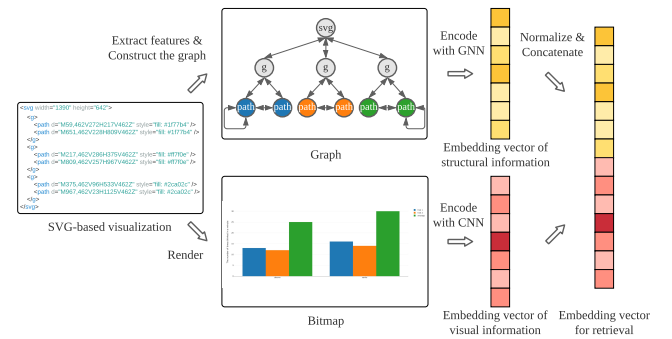 Extract features &
Construct the graph
<svg width="1390" height="642">
<g>
<path d="M59,462V272H217V462Z" style="fill: #1f77b4" />
<path d="M651,462V228H809V462Z" style="fill: #1f77b4" />
</g>
<g>
<path d="M217,462V286H375V462Z" style="fill: #ff7f0e" />
<path d="M809,462V257H967V462Z" style="fill: #ff7f0e" />
</g>
<g>
<path d="M375,462V96H533V462Z" style="fill: #2ca02c" />
<path d="M967,462V23H1125V462Z" style="fill: #2ca02c" />
</g>
</svg>
SVG-based visualization
Render
svg
g g g
path path path path path path
Graph
Bitmap
Encode
with GNN
Embedding vector of
structural information
Encode
with CNN
Embedding vector of
visual information
Normalize &
Concatenate
Embedding vector
for retrieval